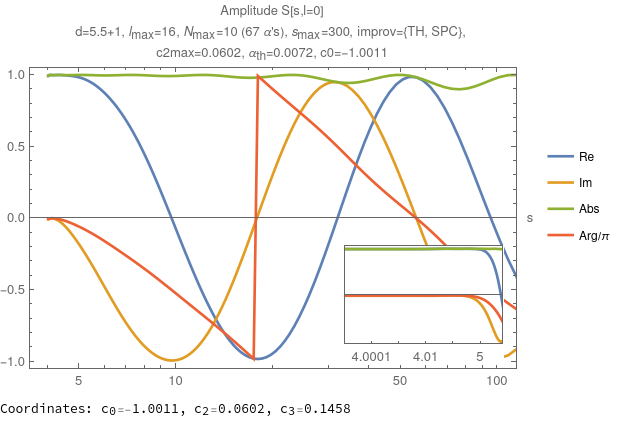 Amplitude S[s,l=0]
d=5.5+1, lmax=16, Nmax=10 (67 α's), smax=300, improv={TH, SPC},
c2max=0.0602, αth=0.0072, c0=-1.0011
1.0
0.5
0.0
-0.5
-1.0
s
Re
Im
Abs
Arg/π
4.0001 4.01 5
5 10 50 100
Coordinates: c0=-1.0011, c2=0.0602, c3=0.1458